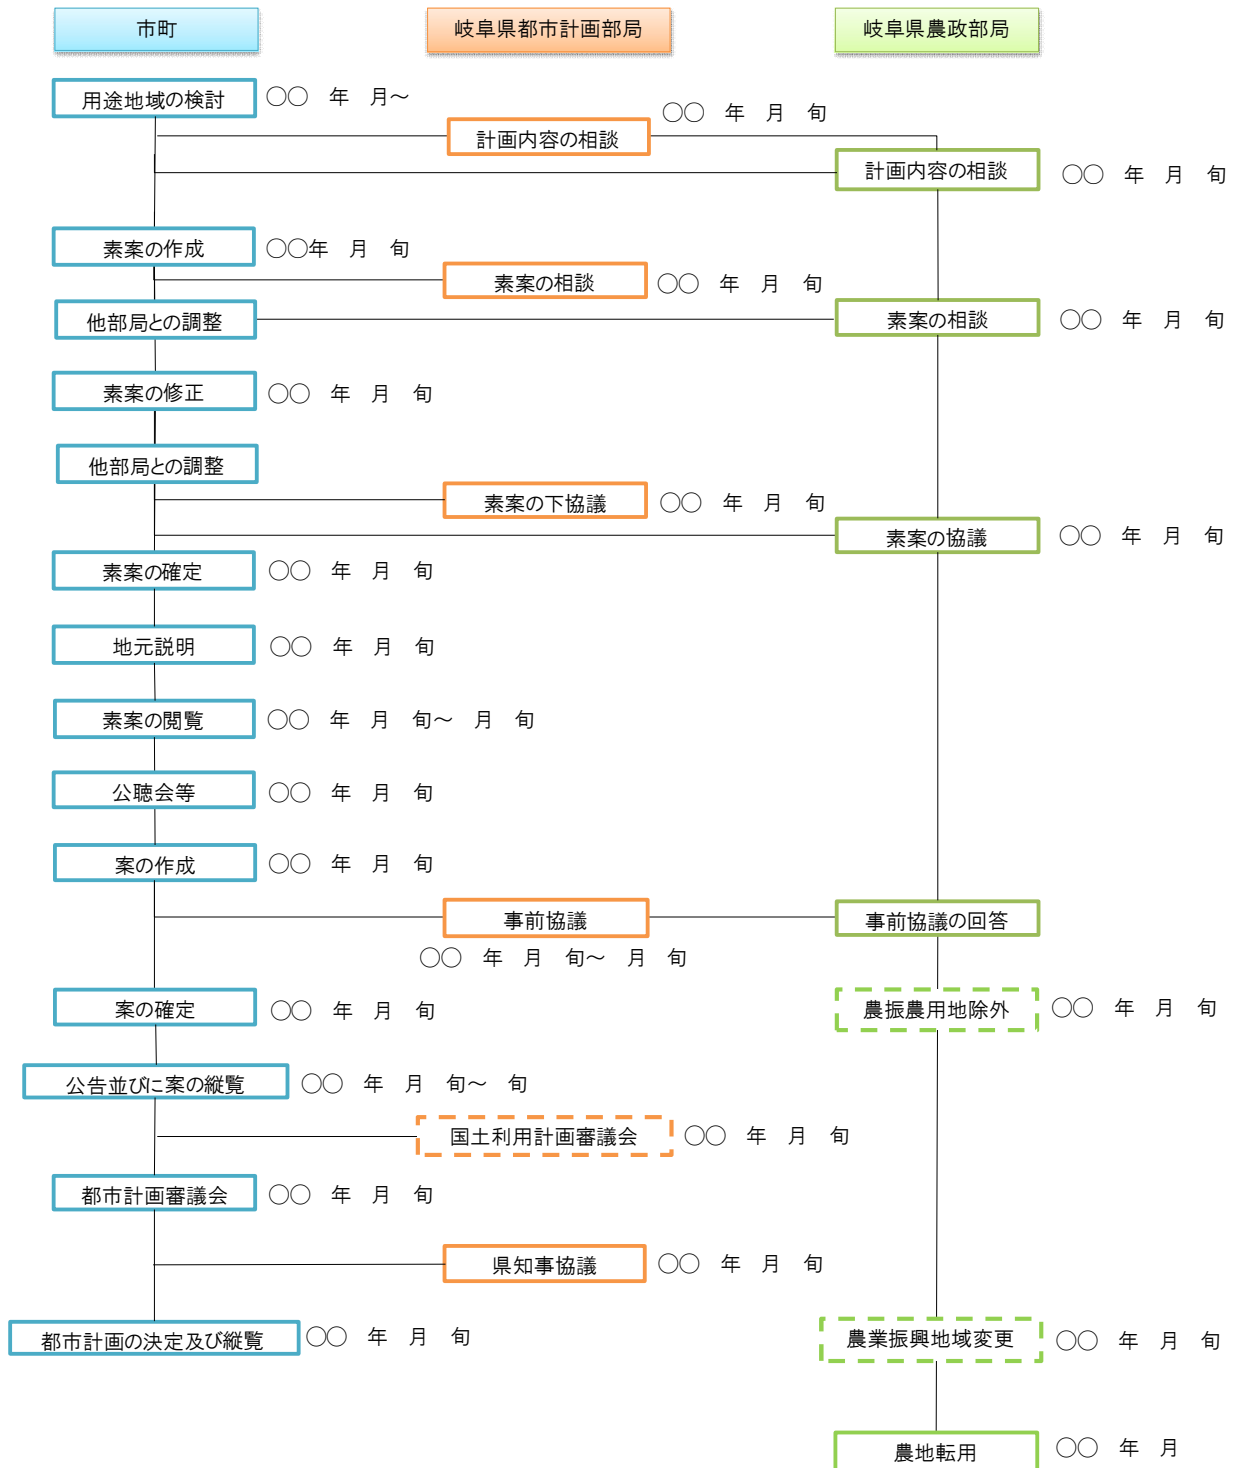 市町　岐阜県都市計画部局　岐阜県農政部局
用途地域の検討　○○　年　月～
計画内容の相談　○○　年　月　旬
計画内容の相談　○○　年　月　旬
素案の作成　○○年　月　旬
素案の相談　○○　年　月　旬
他部局との調整　素案の相談　○○　年　月　旬
素案の修正　○○　年　月　旬
他部局との調整
素案の下協議　○○　年　月　旬
素案の協議　○○　年　月　旬
素案の確定　○○　年　月　旬
地元説明　○○　年　月　旬
素案の閲覧　○○　年　月　旬～　月　旬
公聴会等　○○　年　月　旬
案の作成　○○　年　月　旬
事前協議　事前協議の回答
○○　年　月　旬～　月　旬
案の確定　○○　年　月　旬　農振農用地除外　○○　年　月　旬
公告並びに案の縦覧　○○　年　月　旬～　旬
国土利用計画審議会　○○　年　月　旬
都市計画審議会　○○　年　月　旬
県知事協議　○○　年　月　旬
都市計画の決定及び縦覧　○○　年　月　旬　農業振興地域変更　○○　年　月　旬
農地転用　○○　年　月